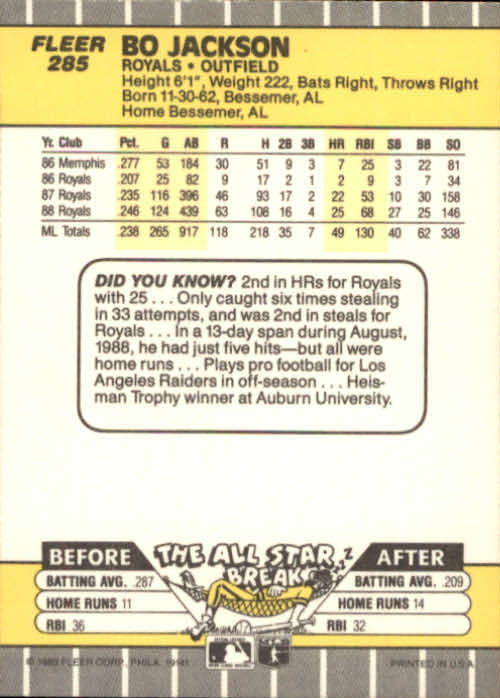 FLEER
285
BO JACKSON
ROYALS • OUTFIELD
Height 6'1", Weight 222, Bats Right, Throws Right
Born 11-30-62, Bessemer, AL
Home Bessemer, AL
Yr. Club Pct. G AB R H 2B 3B HR RBI SB BB SO
86 Memphis .277 53 184 30 51 9 3 7 25 3 22 81
86 Royals .207 25 82 9 17 2 1 2 9 3 7 34
87 Royals .235 116 396 46 93 17 2 22 53 10 30 158
88 Royals .246 124 439 63 108 16 4 25 68 27 25 146
ML Totals .238 265 917 118 218 35 7 49 130 40 62 338
DID YOU KNOW? 2nd in HRs for Royals
with 25 . . . Only caught six times stealing
in 33 attempts, and was 2nd in steals for
Royals . . . In a 13-day span during August,
1988, he had just five hits—but all were
home runs . . . Plays pro football for Los
Angeles Raiders in off-season . . . Heis-
man Trophy winner at Auburn University.
BEFORE THE ALL STAR BREAK AFTER
BATTING AVG. .287 BATTING AVG. .209
HOME RUNS 11 HOME RUNS 14
RBI 36 RBI 32
© 1989 FLEER CORP., PHILA. 19141 PRINTED IN U.S.A.